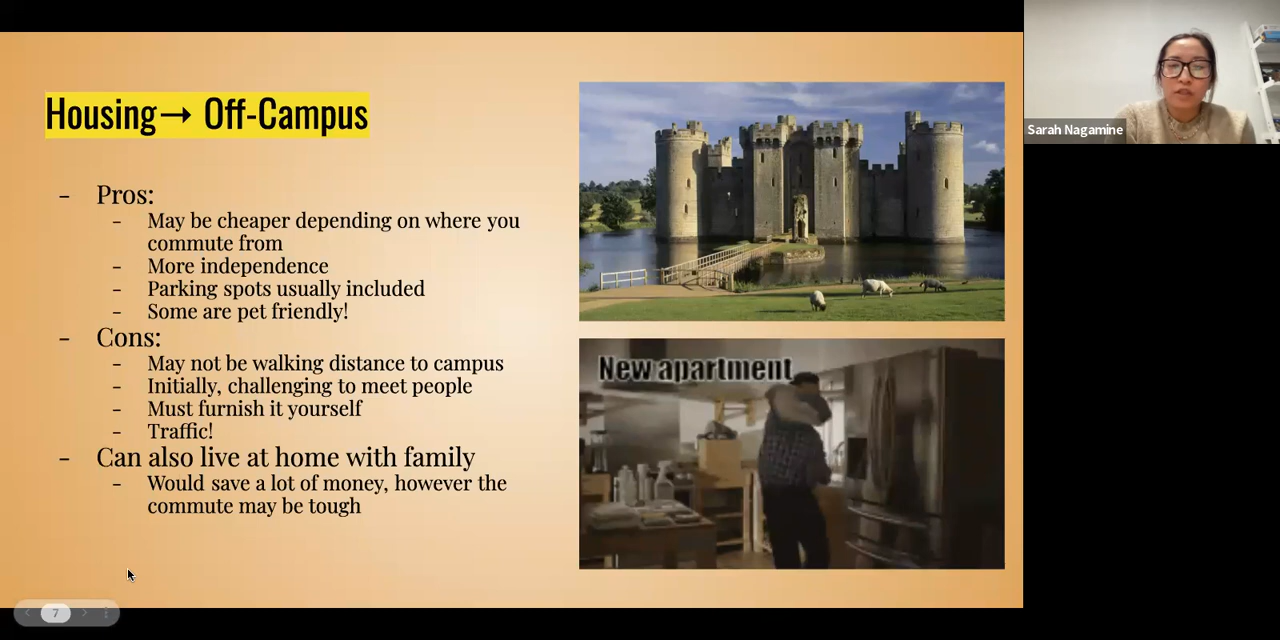 Housing→ Off-Campus
- Pros:
- May be cheaper depending on where you
commute from
- More independence
- Parking spots usually included
- Some are pet friendly!
- Cons:
- May not be walking distance to campus
- Initially, challenging to meet people
- Must furnish it yourself
- Traffic!
- Can also live at home with family
- Would save a lot of money, however the
commute may be tough
New apartment
Sarah Nagamine
7